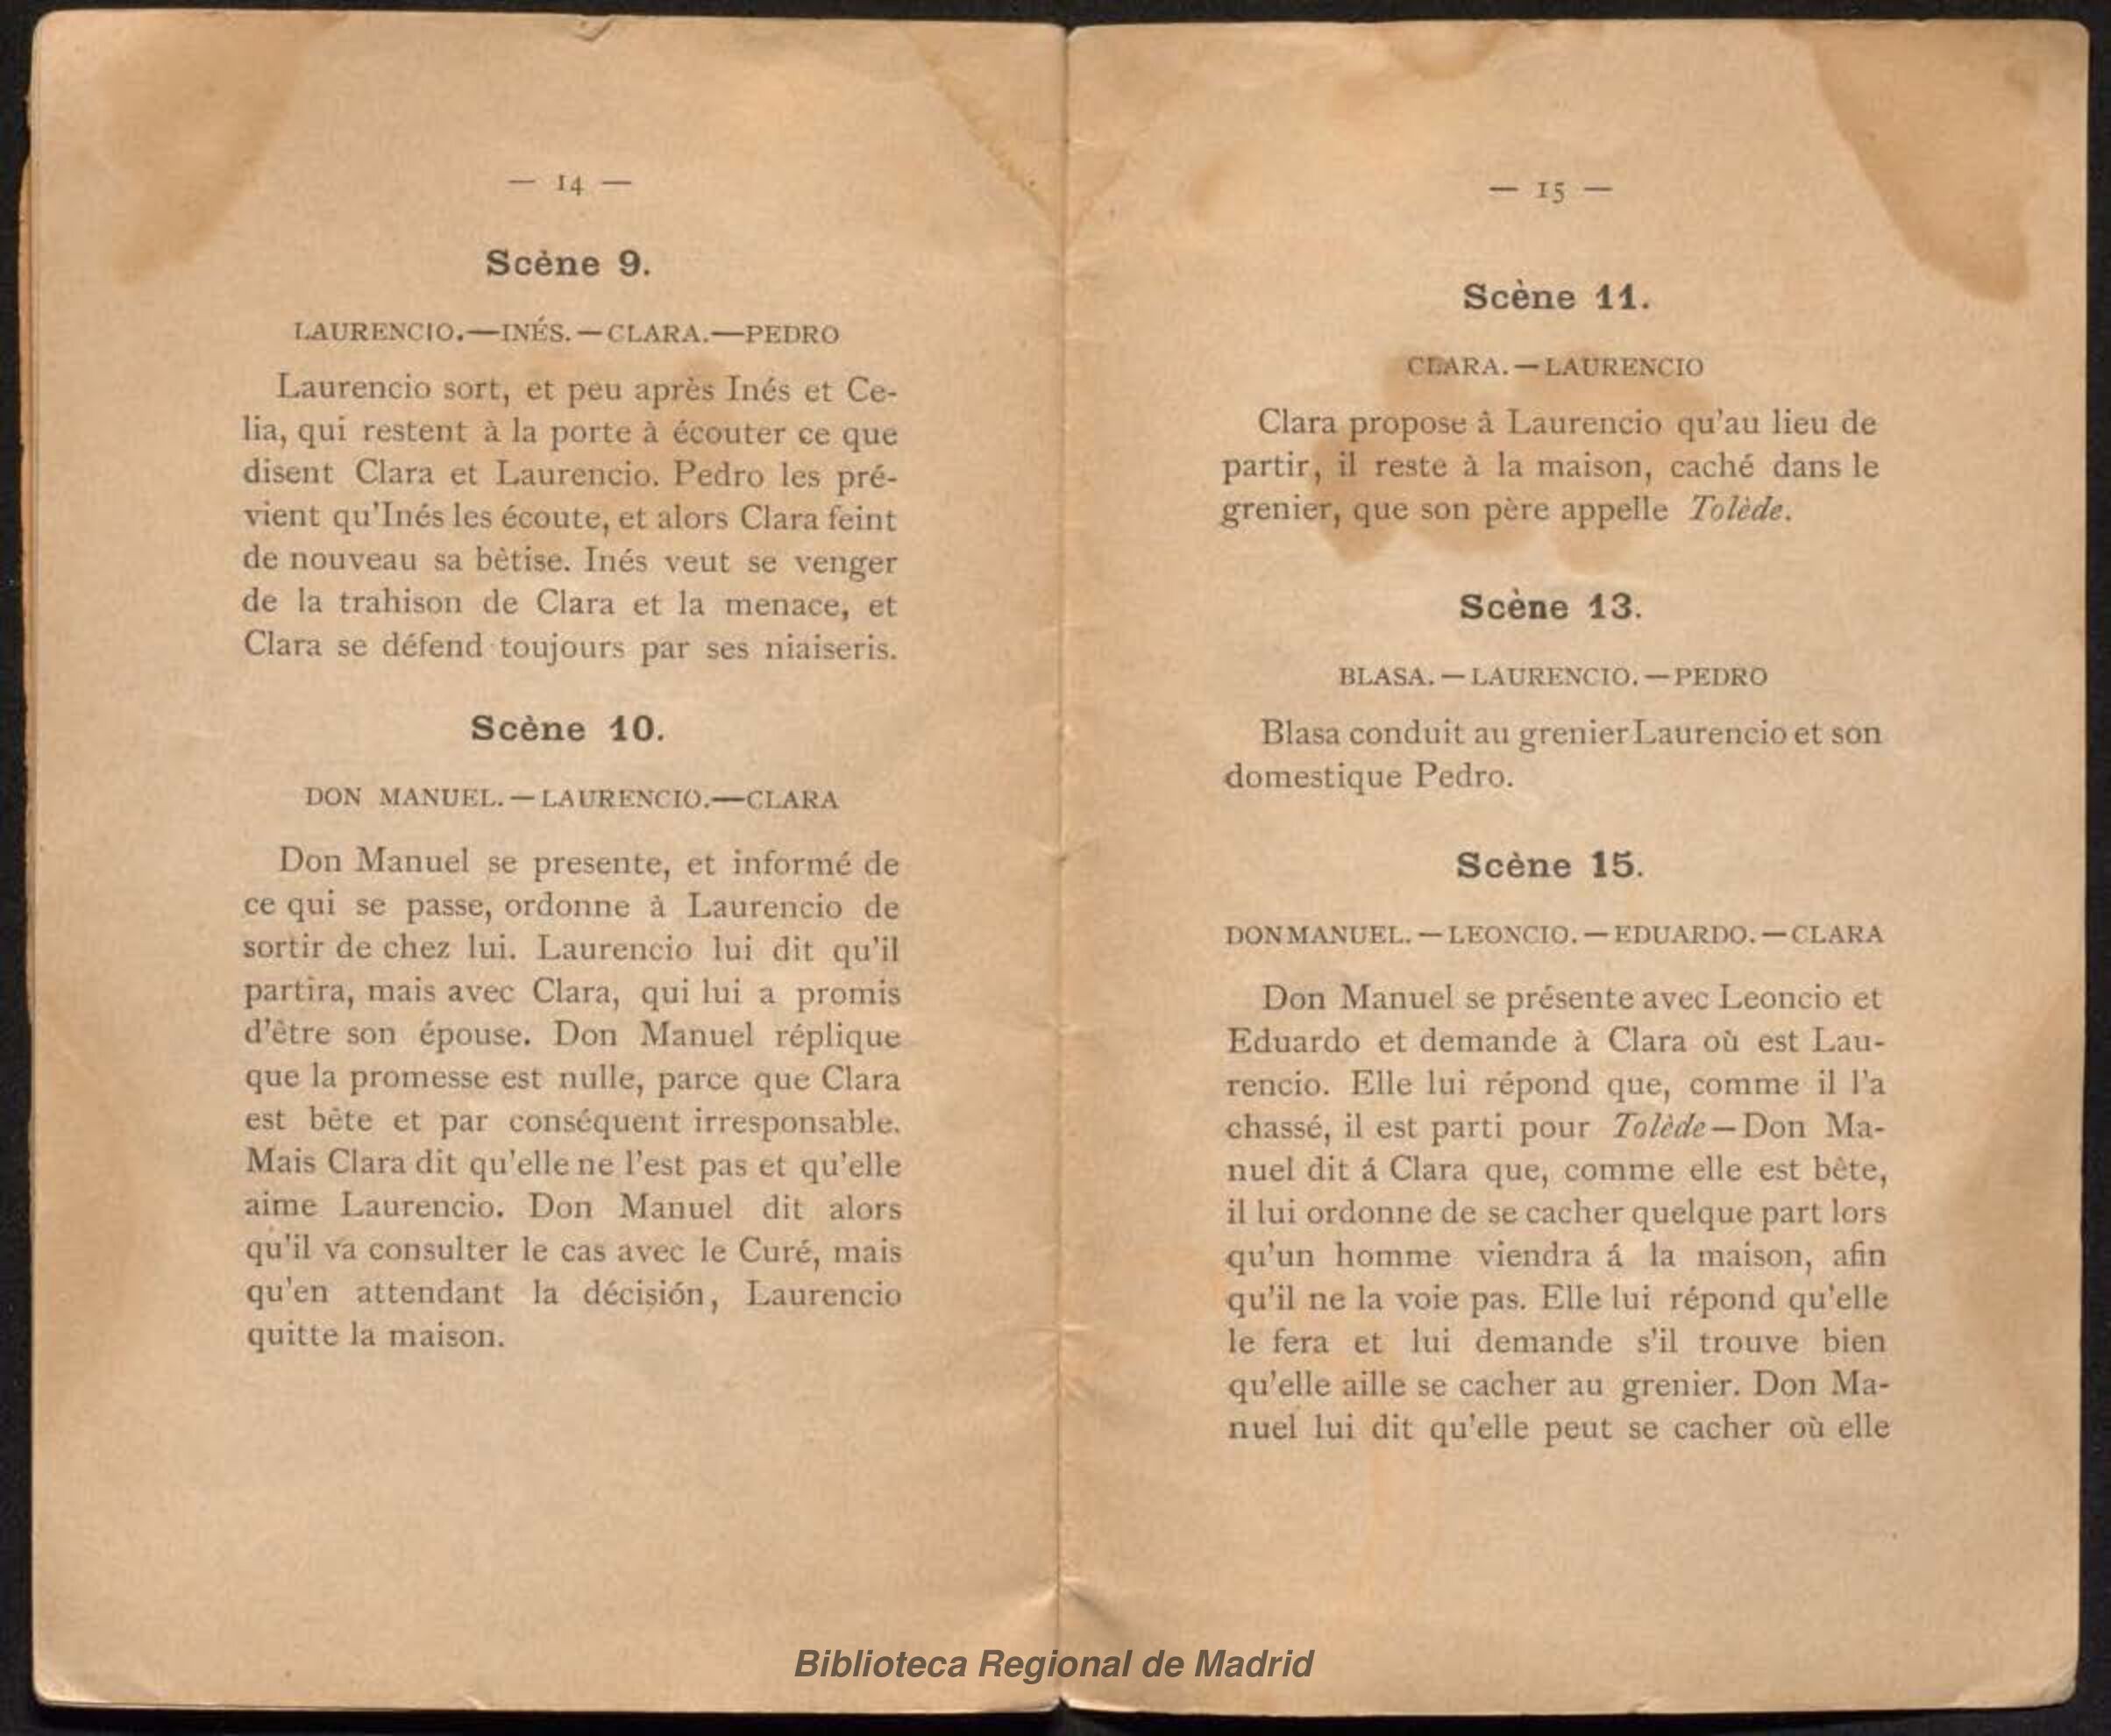 — 14 —
Scène 9.
LAURENCIO.—INÉS.—CLARA.—PEDRO
Laurencio sort, et peu après Inés et Ce-
lia, qui restent à la porte à écouter ce que
disent Clara et Laurencio. Pedro les pré-
vient qu'Inés les écoute, et alors Clara feint
de nouveau sa bètise. Inés veut se venger
de la trahison de Clara et la menace, et
Clara se défend toujours par ses niaiseris.
Scène 10.
DON MANUEL.—LAURENCIO.—CLARA
Don Manuel se presente, et informé de
ce qui se passe, ordonne à Laurencio de
sortir de chez lui. Laurencio lui dit qu'il
partira, mais avec Clara, qui lui a promis
d'être son épouse. Don Manuel réplique
que la promesse est nulle, parce que Clara
est bête et par conséquent irresponsable.
Mais Clara dit qu'elle ne l'est pas et qu'elle
aime Laurencio. Don Manuel dit alors
qu'il va consulter le cas avec le Curé, mais
qu'en attendant la décisión, Laurencio
quitte la maison.
— 15 —
Scène 11.
CLARA.—LAURENCIO
Clara propose à Laurencio qu'au lieu de
partir, il reste à la maison, caché dans le
grenier, que son père appelle Tolède.
Scène 13.
BLASA.—LAURENCIO.—PEDRO
Blasa conduit au grenier Laurencio et son
domestique Pedro.
Scène 15.
DON MANUEL.—LEONCIO.—EDUARDO.—CLARA
Don Manuel se présente avec Leoncio et
Eduardo et demande à Clara où est Lau-
rencio. Elle lui répond que, comme il l'a
chassé, il est parti pour Tolède—Don Ma-
nuel dit á Clara que, comme elle est bête,
il lui ordonne de se cacher quelque part lors
qu'un homme viendra á la maison, afin
qu'il ne la voie pas. Elle lui répond qu'elle
le fera et lui demande s'il trouve bien
qu'elle aille se cacher au grenier. Don Ma-
nuel lui dit qu'elle peut se cacher où elle
Biblioteca Regional de Madrid